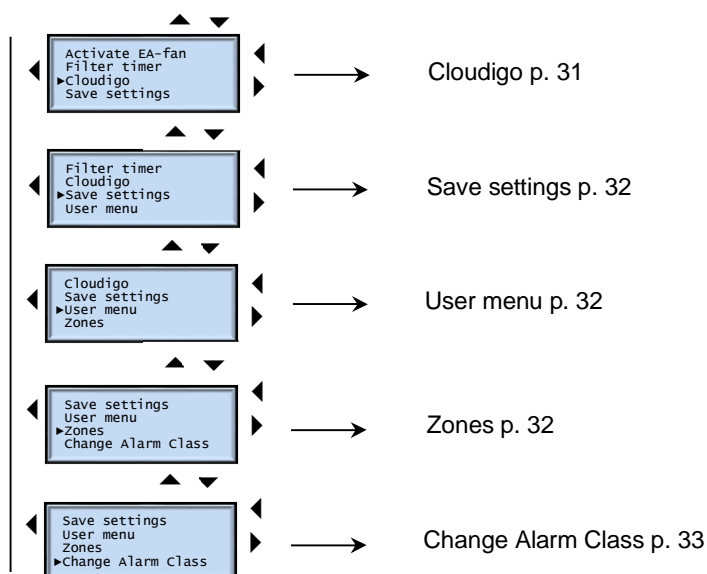 Activate EA-fan
Filter timer
►Cloudigo
Save settings
Cloudigo p. 31
Filter timer
Cloudigo
►Save settings
User menu
Save settings p. 32
Cloudigo
Save settings
►User menu
Zones
User menu p. 32
Save settings
User menu
►Zones
Change Alarm Class
Zones p. 32
Save settings
User menu
Zones
►Change Alarm Class
Change Alarm Class p. 33